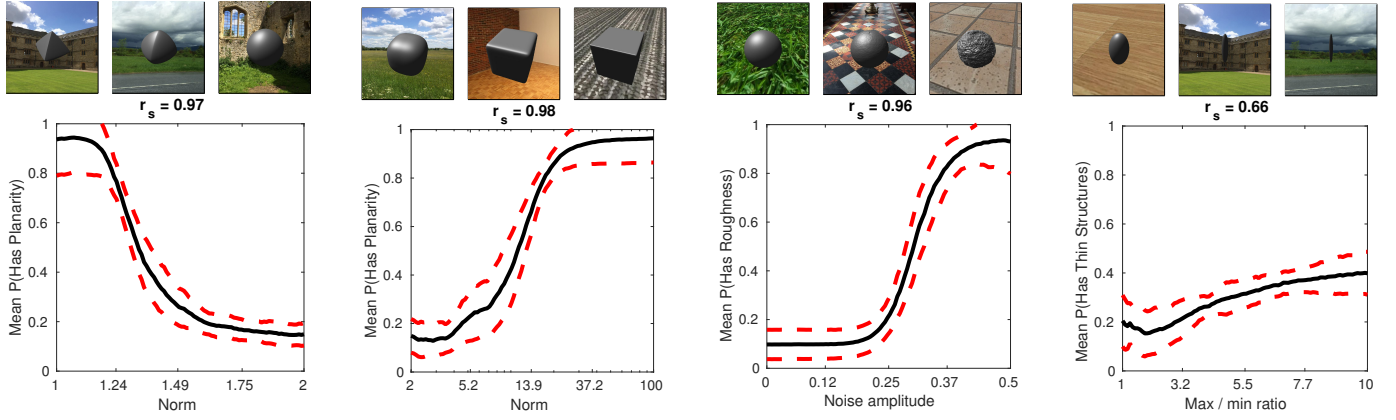 r_s = 0.97
Mean P(Has Planarity)
1
0.8
0.6
0.4
0.2
0
1 1.24 1.49 1.75 2
Norm
r_s = 0.98
Mean P(Has Planarity)
1
0.8
0.6
0.4
0.2
0
2 5.2 13.9 37.2 100
Norm
r_s = 0.96
Mean P(Has Roughness)
1
0.8
0.6
0.4
0.2
0
0 0.12 0.25 0.37 0.5
Noise amplitude
r_s = 0.66
Mean P(Has Thin Structures)
1
0.8
0.6
0.4
0.2
0
1 3.2 5.5 7.7 10
Max / min ratio